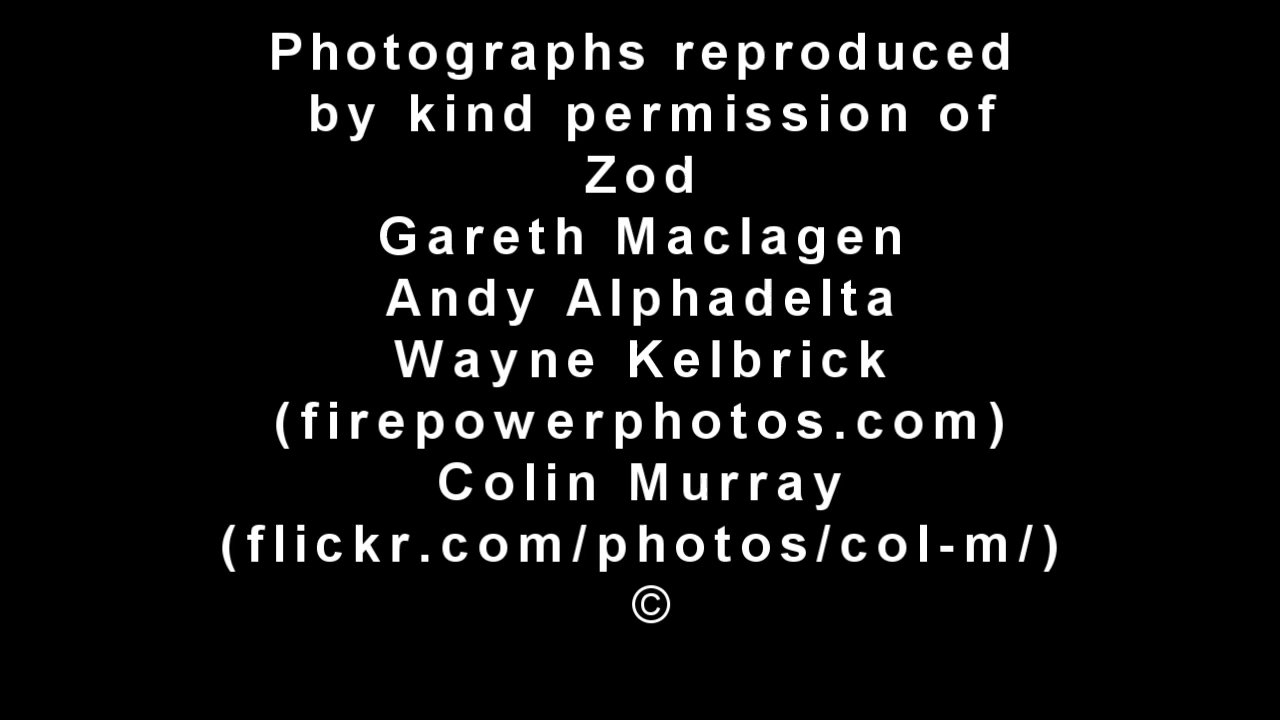 Photographs reproduced
by kind permission of
Zod
Gareth Maclagen
Andy Alphadelta
Wayne Kelbrick
(firepowerphotos.com)
Colin Murray
(flickr.com/photos/col-m/)
©